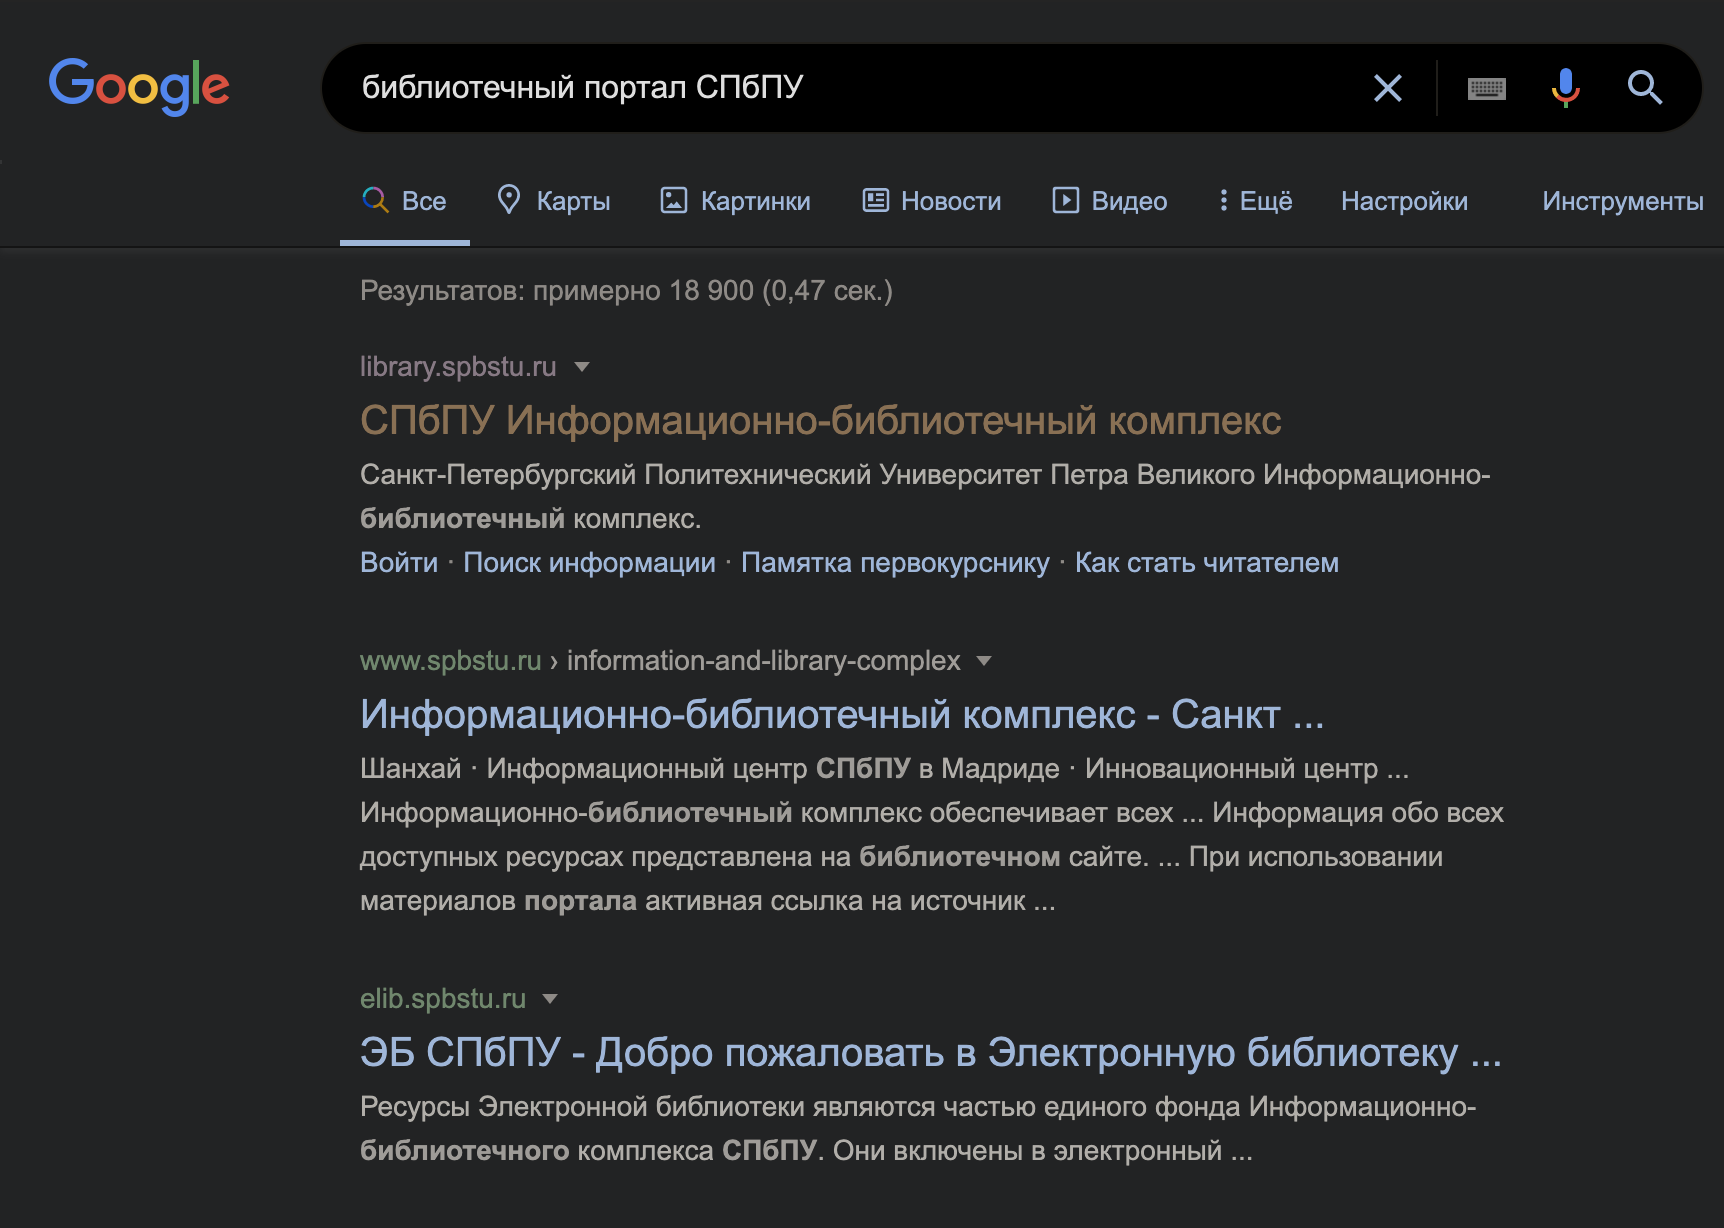 Google
библиотечный портал СПбПУ
Все Карты Картинки Новости Видео Ещё Настройки Инструменты
Результатов: примерно 18 900 (0,47 сек.)
library.spbstu.ru
СПбПУ Информационно-библиотечный комплекс
Санкт-Петербургский Политехнический Университет Петра Великого Информационно-
библиотечный комплекс.
Войти · Поиск информации · Памятка первокурснику · Как стать читателем
www.spbstu.ru › information-and-library-complex
Информационно-библиотечный комплекс - Санкт ...
Шанхай · Информационный центр СПбПУ в Мадриде · Инновационный центр ...
Информационно-библиотечный комплекс обеспечивает всех ... Информация обо всех
доступных ресурсах представлена на библиотечном сайте. ... При использовании
материалов портала активная ссылка на источник ...
elib.spbstu.ru
ЭБ СПбПУ - Добро пожаловать в Электронную библиотеку ...
Ресурсы Электронной библиотеки являются частью единого фонда Информационно-
библиотечного комплекса СПбПУ. Они включены в электронный ...